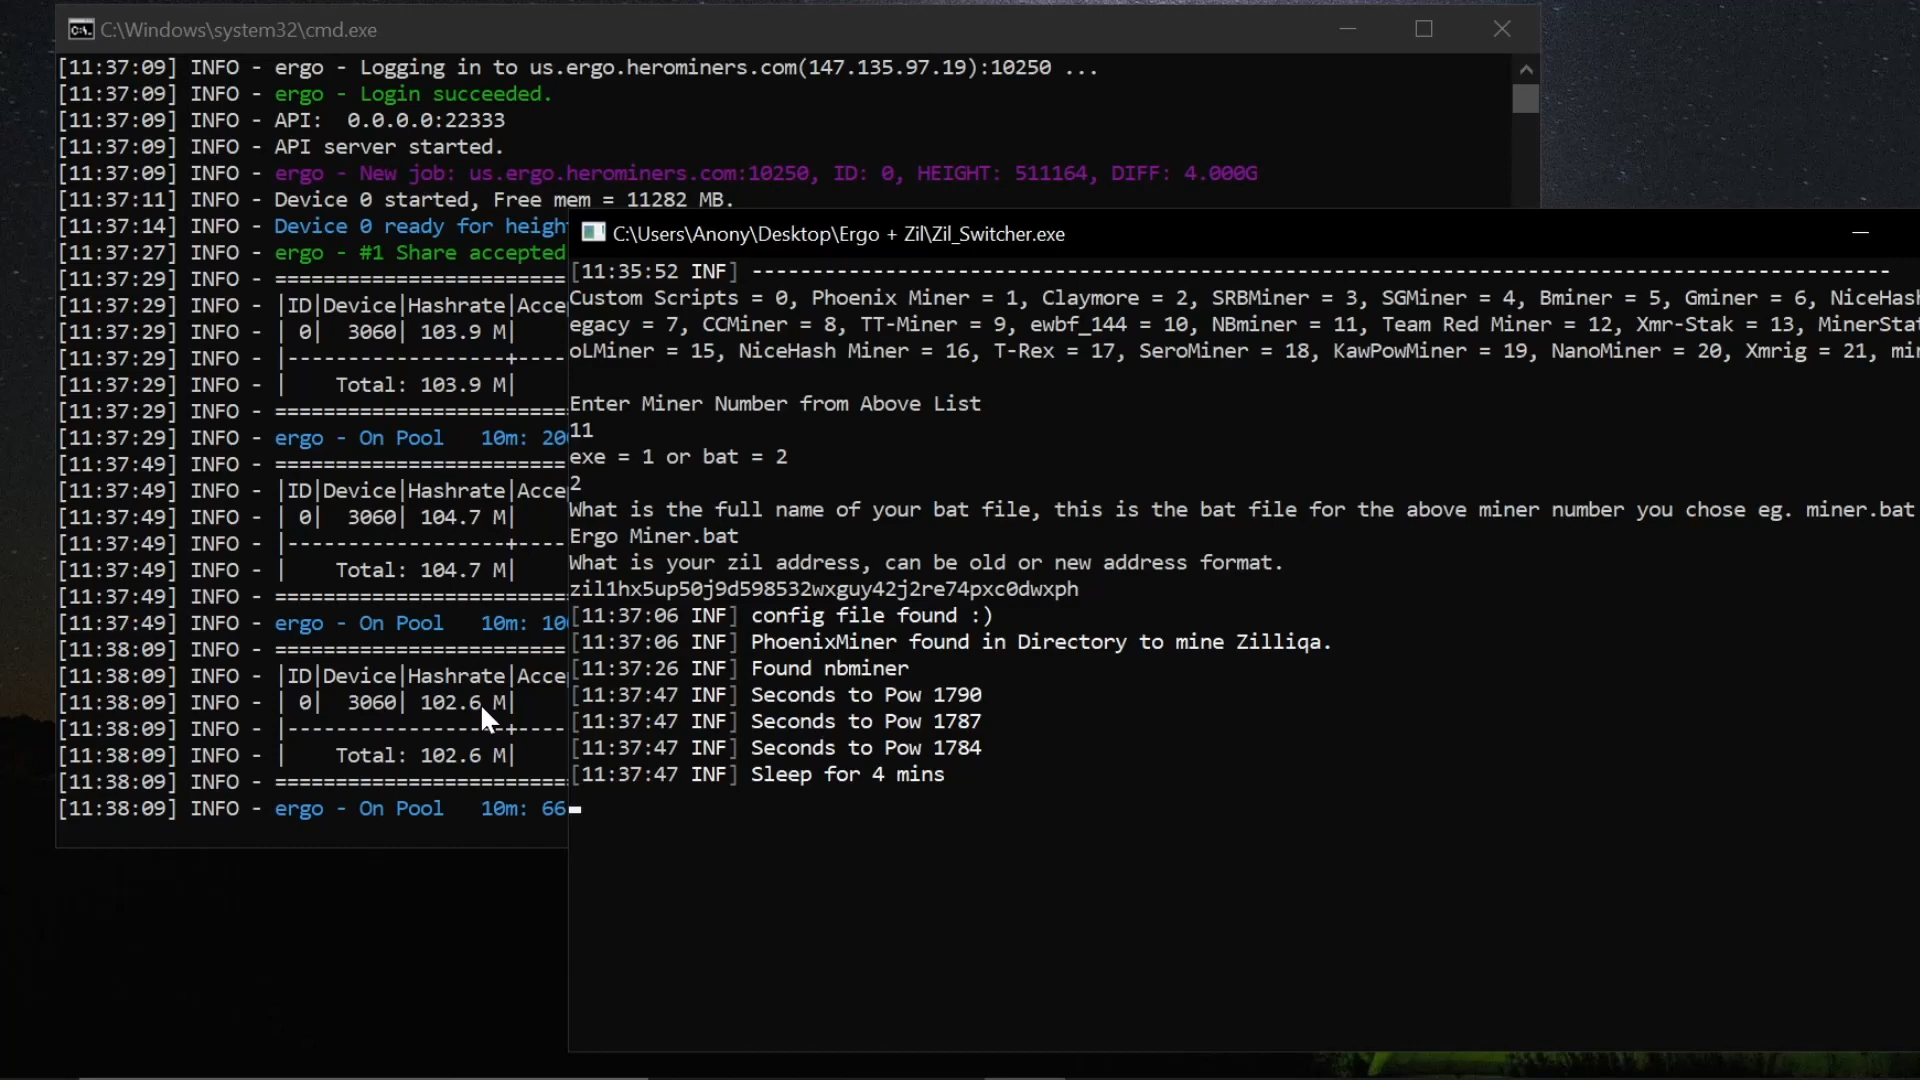 C:\Windows\system32\cmd.exe
[11:37:09] INFO - ergo - Logging in to us.ergo.herominers.com(147.135.97.19):10250 ...
[11:37:09] INFO - ergo - Login succeeded.
[11:37:09] INFO - API:  0.0.0.0:22333
[11:37:09] INFO - API server started.
[11:37:09] INFO - ergo - New job: us.ergo.herominers.com:10250, ID: 0, HEIGHT: 511164, DIFF: 4.000G
[11:37:11] INFO - Device 0 started, Free mem = 11282 MB.
[11:37:14] INFO - Device 0 ready for heigh
[11:37:27] INFO - ergo - #1 Share accepted
[11:37:29] INFO - ========================
[11:37:29] INFO - |ID|Device|Hashrate|Acce
[11:37:29] INFO - | 0|  3060| 103.9 M|
[11:37:29] INFO - |------------------+----
[11:37:29] INFO - |    Total: 103.9 M|
[11:37:29] INFO - ========================
[11:37:29] INFO - ergo - On Pool   10m: 20
[11:37:49] INFO - ========================
[11:37:49] INFO - |ID|Device|Hashrate|Acce
[11:37:49] INFO - | 0|  3060| 104.7 M|
[11:37:49] INFO - |------------------+----
[11:37:49] INFO - |    Total: 104.7 M|
[11:37:49] INFO - ========================
[11:37:49] INFO - ergo - On Pool   10m: 10
[11:38:09] INFO - ========================
[11:38:09] INFO - |ID|Device|Hashrate|Acce
[11:38:09] INFO - | 0|  3060| 102.6 M|
[11:38:09] INFO - |------------------+----
[11:38:09] INFO - |    Total: 102.6 M|
[11:38:09] INFO - ========================
[11:38:09] INFO - ergo - On Pool   10m: 66
C:\Users\Anony\Desktop\Ergo + Zil\Zil_Switcher.exe
[11:35:52 INF] ----------------------------------------------------------------------------------------------
Custom Scripts = 0, Phoenix Miner = 1, Claymore = 2, SRBMiner = 3, SGMiner = 4, Bminer = 5, Gminer = 6, NiceHash
egacy = 7, CCMiner = 8, TT-Miner = 9, ewbf_144 = 10, NBminer = 11, Team Red Miner = 12, Xmr-Stak = 13, MinerStat
oLMiner = 15, NiceHash Miner = 16, T-Rex = 17, SeroMiner = 18, KawPowMiner = 19, NanoMiner = 20, Xmrig = 21, min
Enter Miner Number from Above List
11
exe = 1 or bat = 2
2
What is the full name of your bat file, this is the bat file for the above miner number you chose eg. miner.bat
Ergo Miner.bat
What is your zil address, can be old or new address format.
zil1hx5up50j9d598532wxguy42j2re74pxc0dwxph
[11:37:06 INF] config file found :)
[11:37:06 INF] PhoenixMiner found in Directory to mine Zilliqa.
[11:37:26 INF] Found nbminer
[11:37:47 INF] Seconds to Pow 1790
[11:37:47 INF] Seconds to Pow 1787
[11:37:47 INF] Seconds to Pow 1784
[11:37:47 INF] Sleep for 4 mins